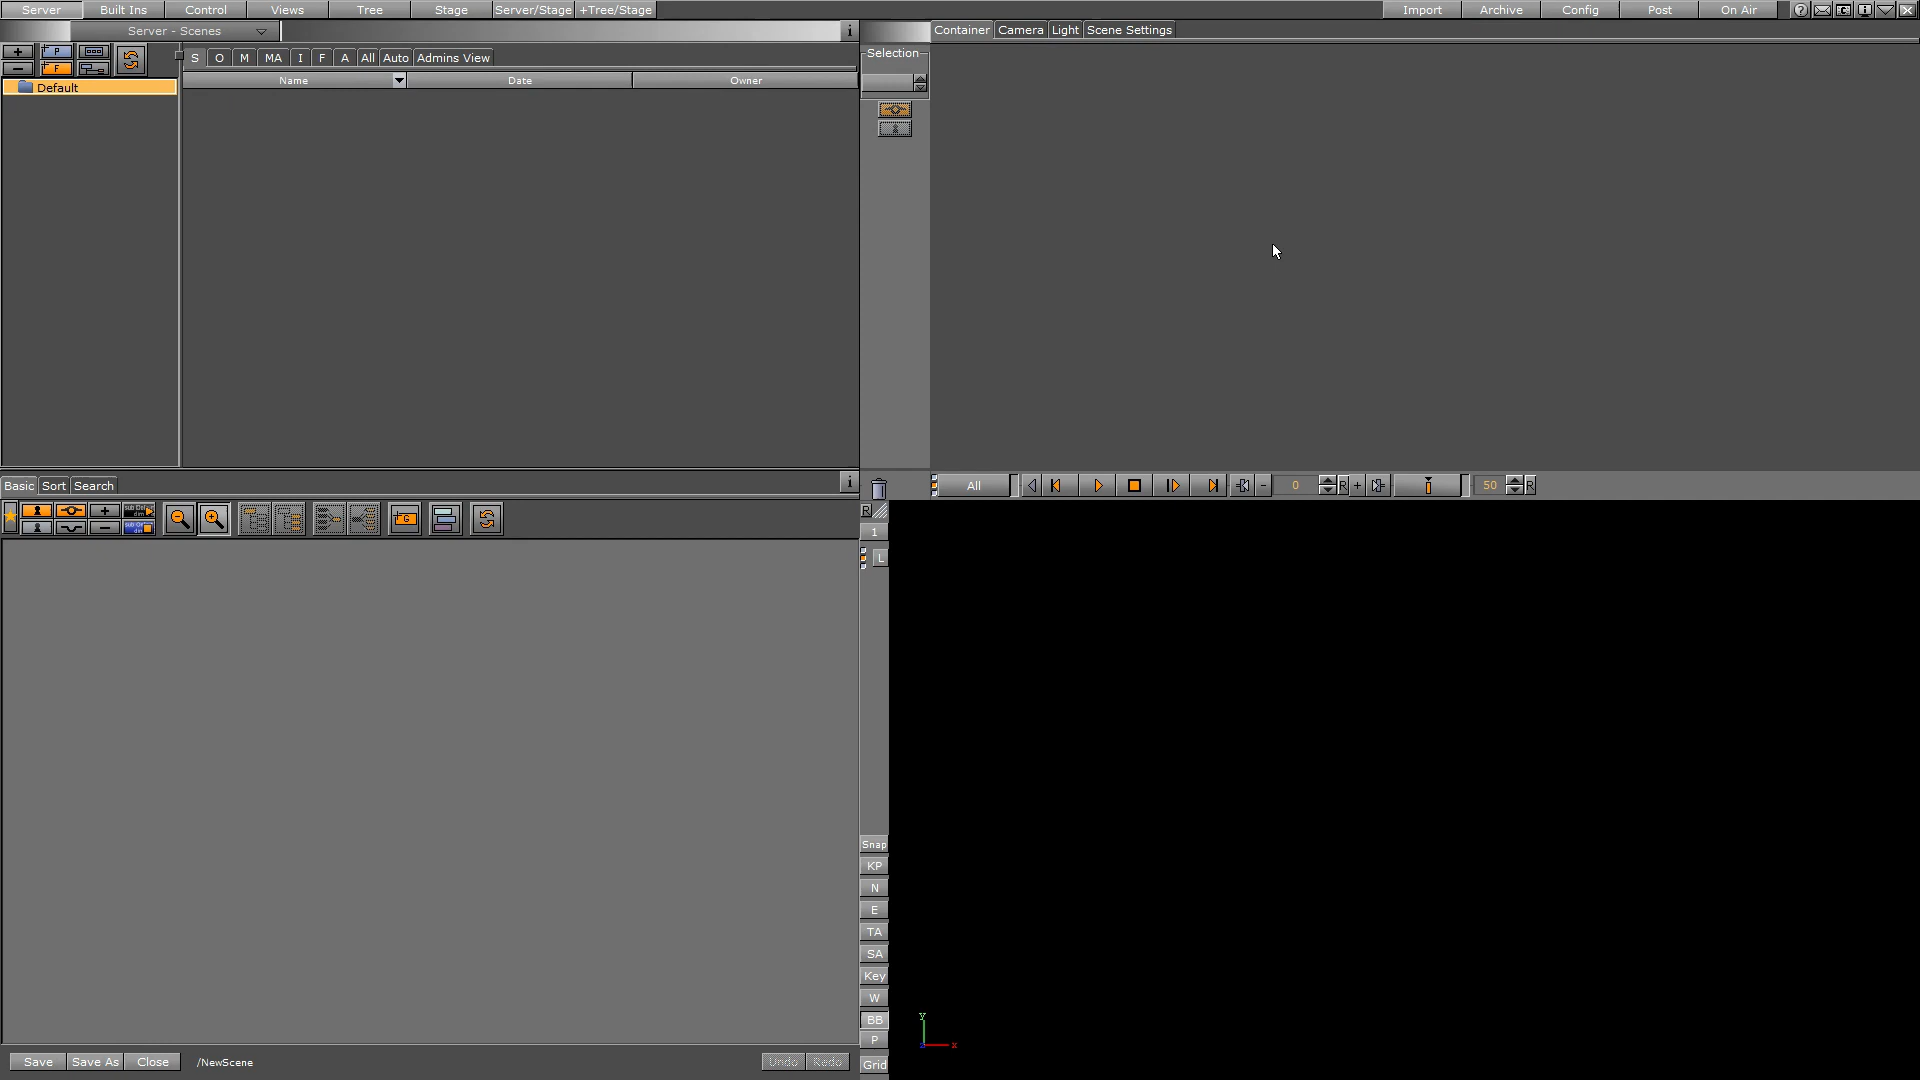 Server Built Ins Control Views Tree Stage Server/Stage +Tree/Stage Import Archive Config Post On Air
Server - Scenes Container Camera Light Scene Settings
S O M MA I F A All Auto Admins View Selection
Name Date Owner
Default
Basic Sort Search All 0 R + 50 R
R
1
L
Snap
KP
N
E
TA
SA
Key
W
BB
P
Grid
y
x
Save Save As Close /NewScene Undo Redo